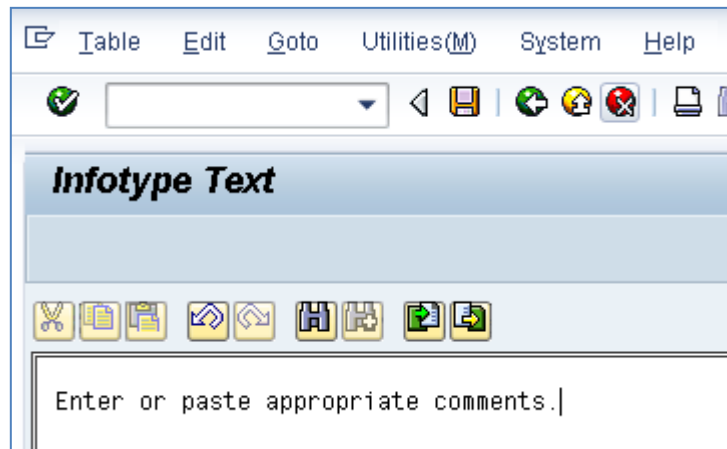 Table Edit Goto Utilities(M) System Help
Infotype Text
Enter or paste appropriate comments.